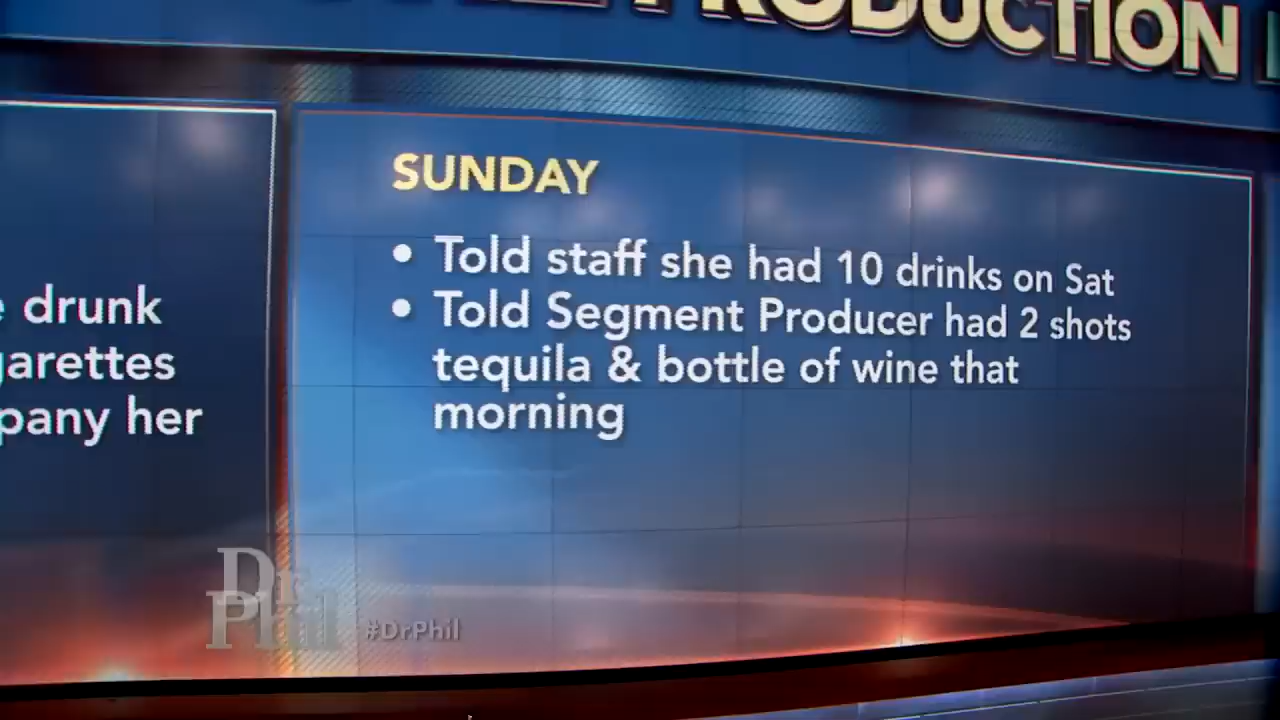 PRODUCTION
drunk
pany her
SUNDAY
• Told staff she had 10 drinks on Sat
• Told Segment Producer had 2 shots
tequila & bottle of wine that
morning
Dr.
Phil
#DrPhil